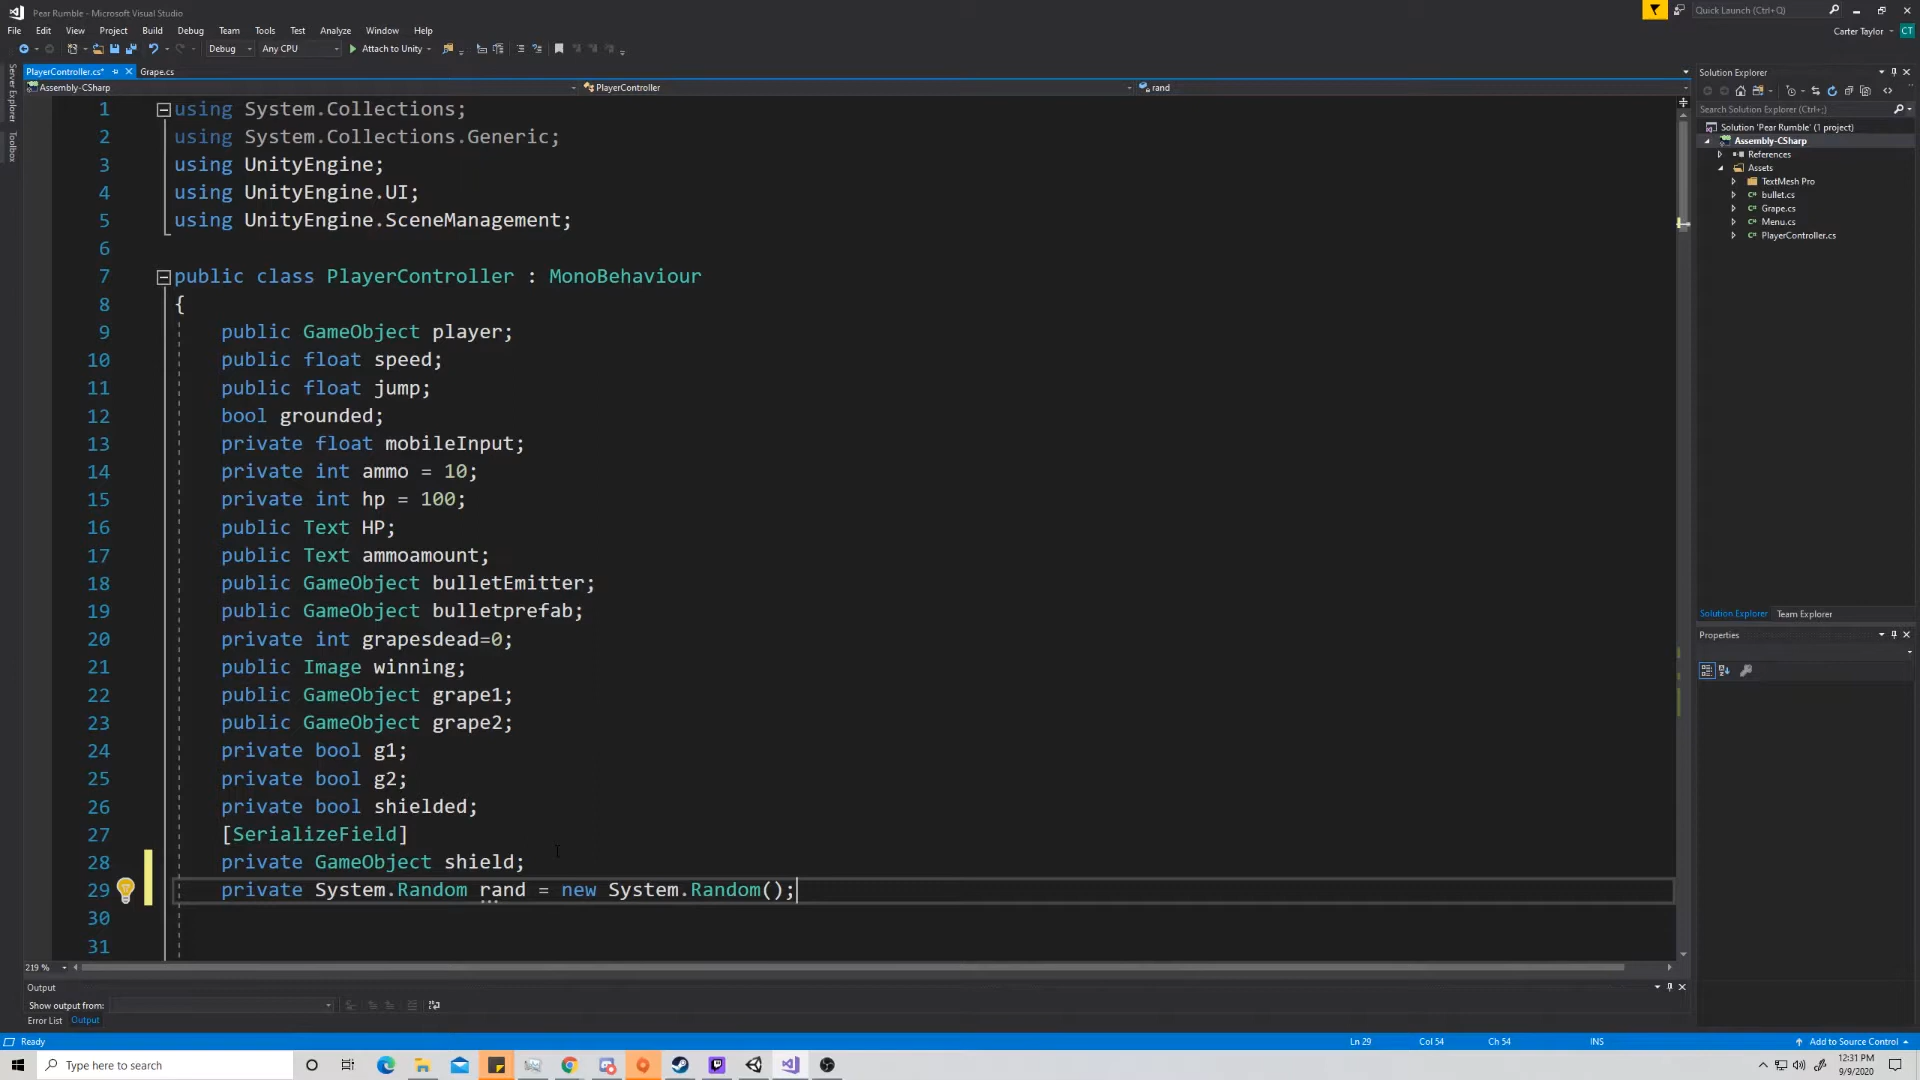 Pear Rumble - Microsoft Visual Studio
Quick Launch (Ctrl+Q)
File Edit View Project Build Debug Team Tools Test Analyze Window Help
Carter Taylor CT
Debug Any CPU Attach to Unity
Server Explorer
Toolbox
PlayerController.cs* Grape.cs
Assembly-CSharp PlayerController rand
1 using System.Collections;
2 using System.Collections.Generic;
3 using UnityEngine;
4 using UnityEngine.UI;
5 using UnityEngine.SceneManagement;
6
7 public class PlayerController : MonoBehaviour
8 {
9 public GameObject player;
10 public float speed;
11 public float jump;
12 bool grounded;
13 private float mobileInput;
14 private int ammo = 10;
15 private int hp = 100;
16 public Text HP;
17 public Text ammoamount;
18 public GameObject bulletEmitter;
19 public GameObject bulletprefab;
20 private int grapesdead=0;
21 public Image winning;
22 public GameObject grape1;
23 public GameObject grape2;
24 private bool g1;
25 private bool g2;
26 private bool shielded;
27 [SerializeField]
28 private GameObject shield;
29 private System.Random rand = new System.Random();
30
31
219 %
Solution Explorer
Search Solution Explorer (Ctrl+;)
Solution 'Pear Rumble' (1 project)
Assembly-CSharp
References
Assets
TextMesh Pro
bullet.cs
Grape.cs
Menu.cs
PlayerController.cs
Solution Explorer Team Explorer
Properties
Output
Show output from:
Error List Output
Ready Ln 29 Col 54 Ch 54 INS Add to Source Control
Type here to search
12:31 PM
9/9/2020